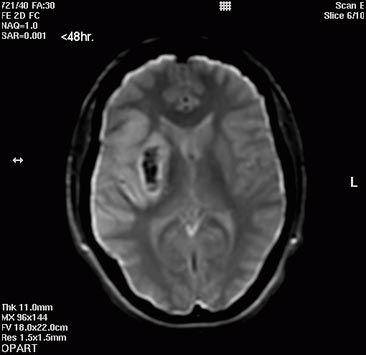 721/40 FA:30
FE 2D FC
NAQ=1.0
SAR=0.001
<48hr.
Scan E
Slice 6/10
L
Thk 11.0mm
MX 96x144
FV 18.0x22.0cm
Res 1.5x1.5mm
OPART